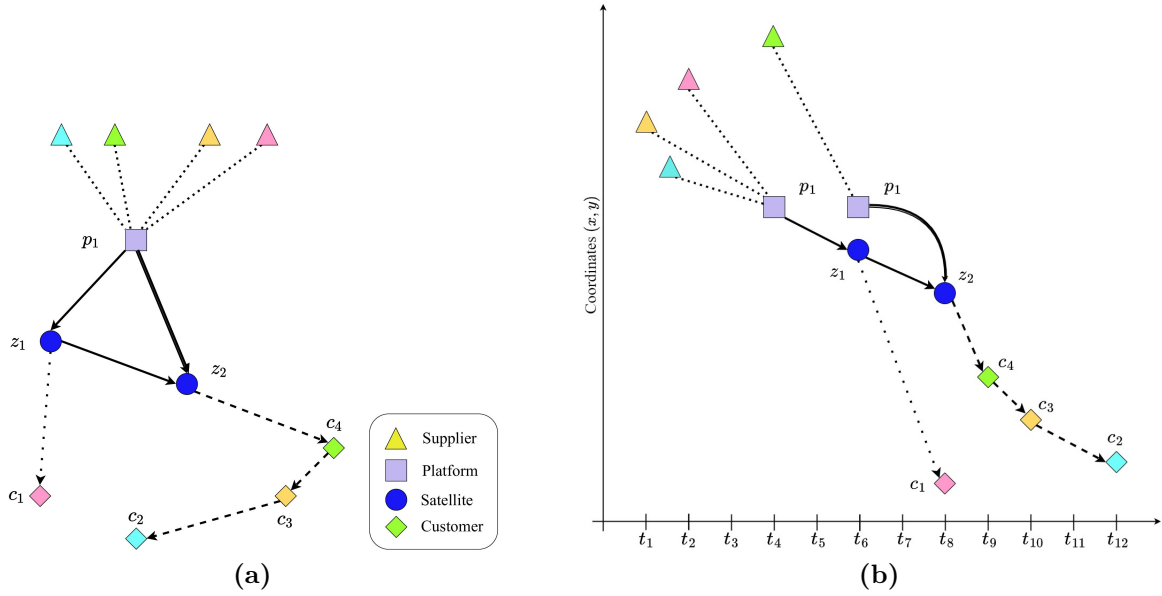 p₁
z₁
z₂
c₄
c₁
c₃
c₂
Supplier
Platform
Satellite
Customer
(a)
Coordinates (x, y)
p₁
p₁
z₁
z₂
c₄
c₃
c₂
c₁
t₁ t₂ t₃ t₄ t₅ t₆ t₇ t₈ t₉ t₁₀ t₁₁ t₁₂
(b)